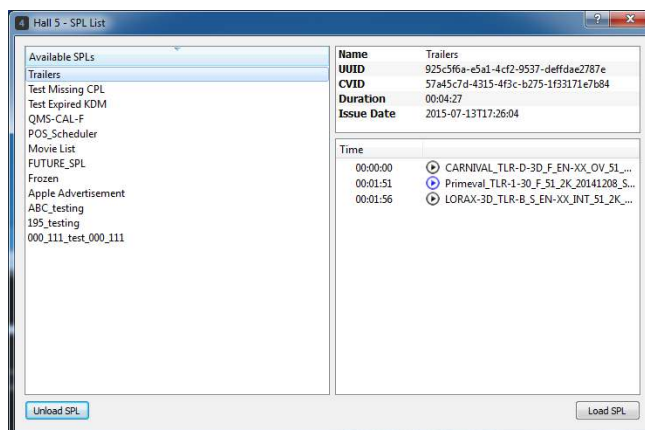 4 Hall 5 - SPL List
Available SPLs
Trailers
Test Missing CPL
Test Expired KDM
QMS-CAL-F
POS_Scheduler
Movie List
FUTURE_SPL
Frozen
Apple Advertisement
ABC_testing
195_testing
000_111_test_000_111
Name Trailers
UUID 925c5f6a-e5a1-4cf2-9537-deffdae2787e
CVID 57a45c7d-4315-4f3c-b275-1f33171e7b84
Duration 00:04:27
Issue Date 2015-07-13T17:26:04
Time
00:00:00 CARNIVAL_TLR-D-3D_F_EN-XX_OV_51_...
00:01:51 Primeval_TLR-1-30_F_51_2K_20141208_S...
00:01:56 LORAX-3D_TLR-B_S_EN-XX_INT_51_2K_...
Unload SPL Load SPL